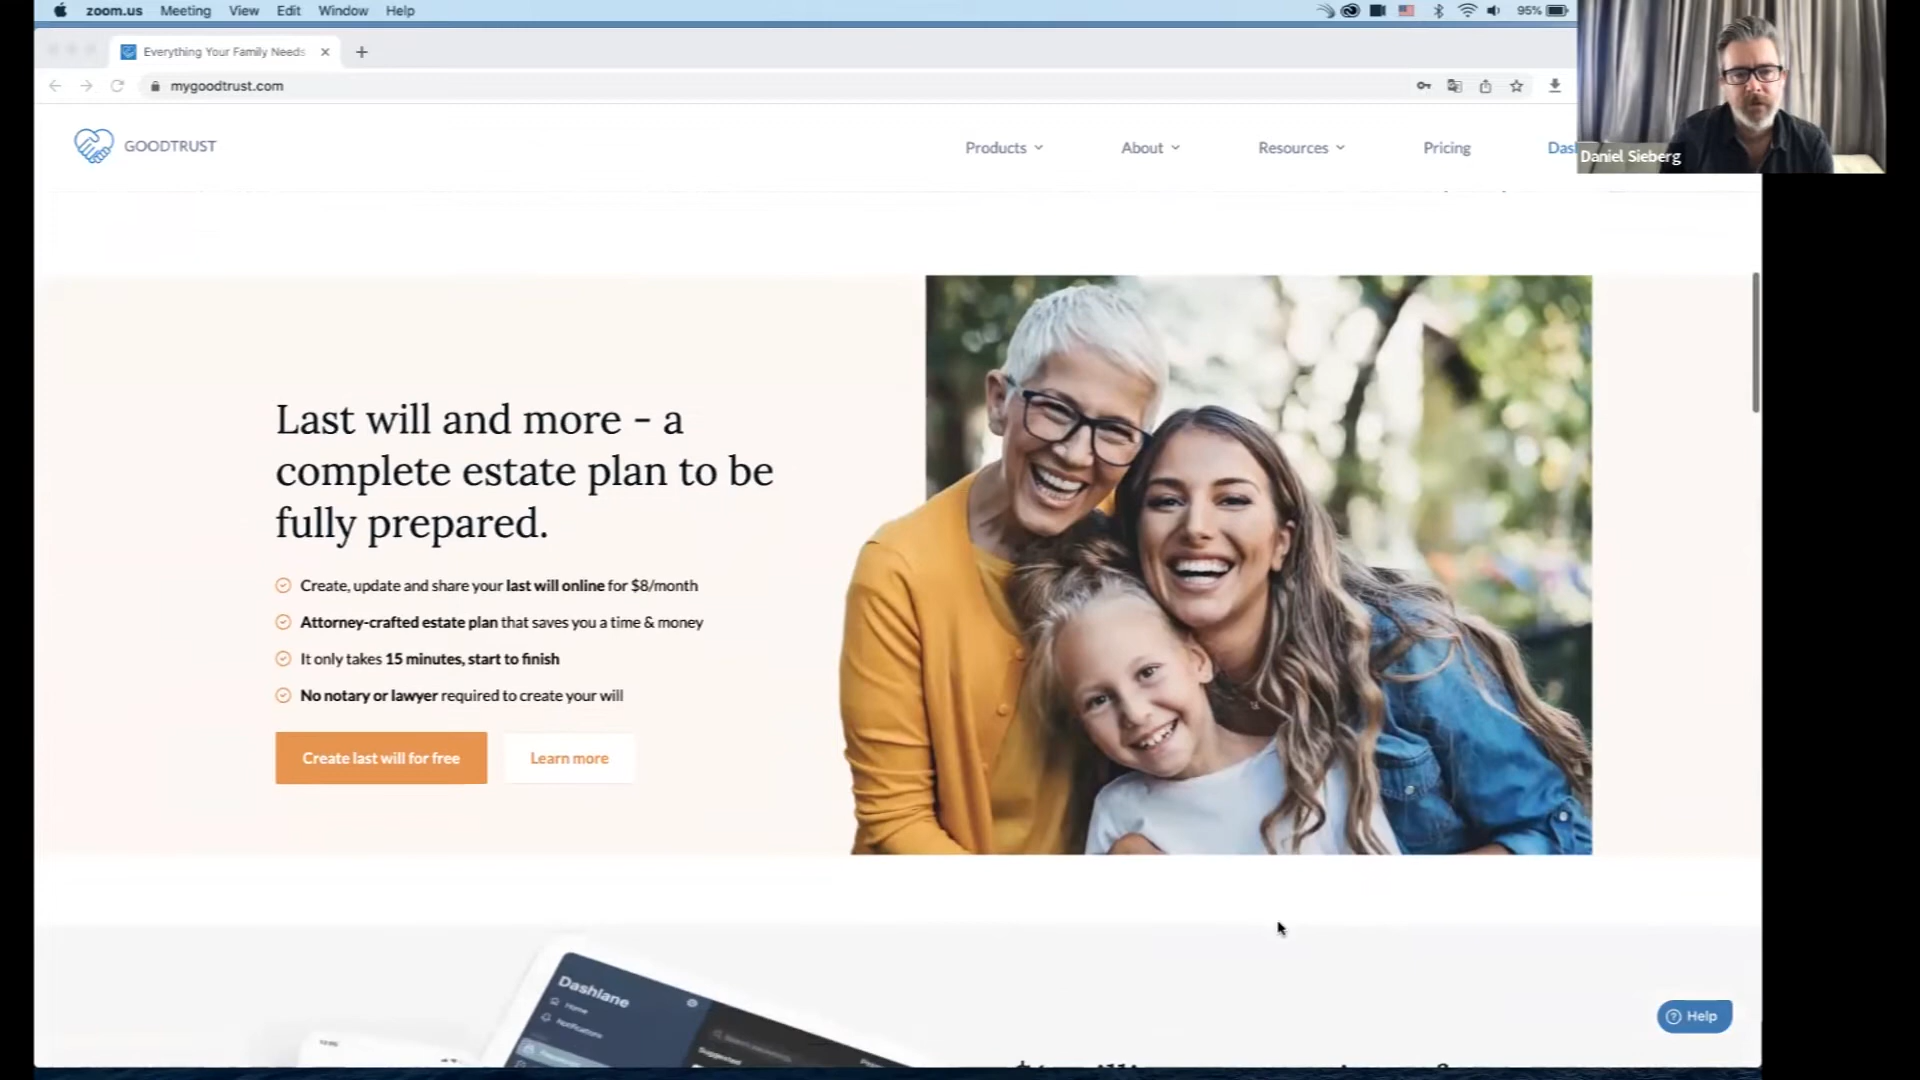 zoom.us Meeting View Edit Window Help 95%
Everything Your Family Needs
mygoodtrust.com
GOODTRUST Products About Resources Pricing
Daniel Sieberg
Last will and more - a
complete estate plan to be
fully prepared.
Create, update and share your last will online for $8/month
Attorney-crafted estate plan that saves you a time & money
It only takes 15 minutes, start to finish
No notary or lawyer required to create your will
Create last will for free Learn more
Dashlane
Home
Notifications
Suggested
Help